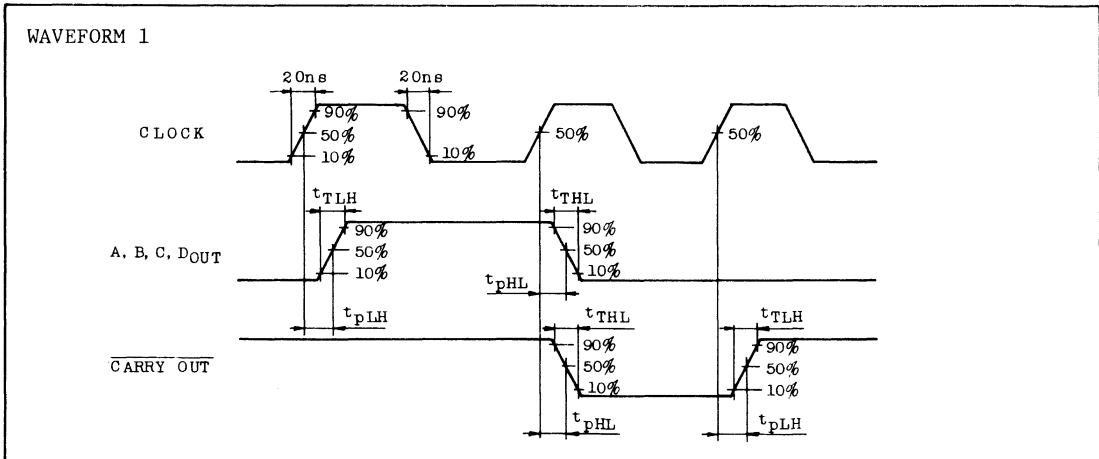 WAVEFORM 1
20ns 20ns
CLOCK
90% 90%
50% 50% 50%
10% 10%
tTLH tTHL
A, B, C, DOUT
90% 90%
50% 50%
10% 10%
tpHL
tpLH tTHL tTLH
CARRY OUT
90% 90%
50% 50%
10% 10%
tpHL tpLH